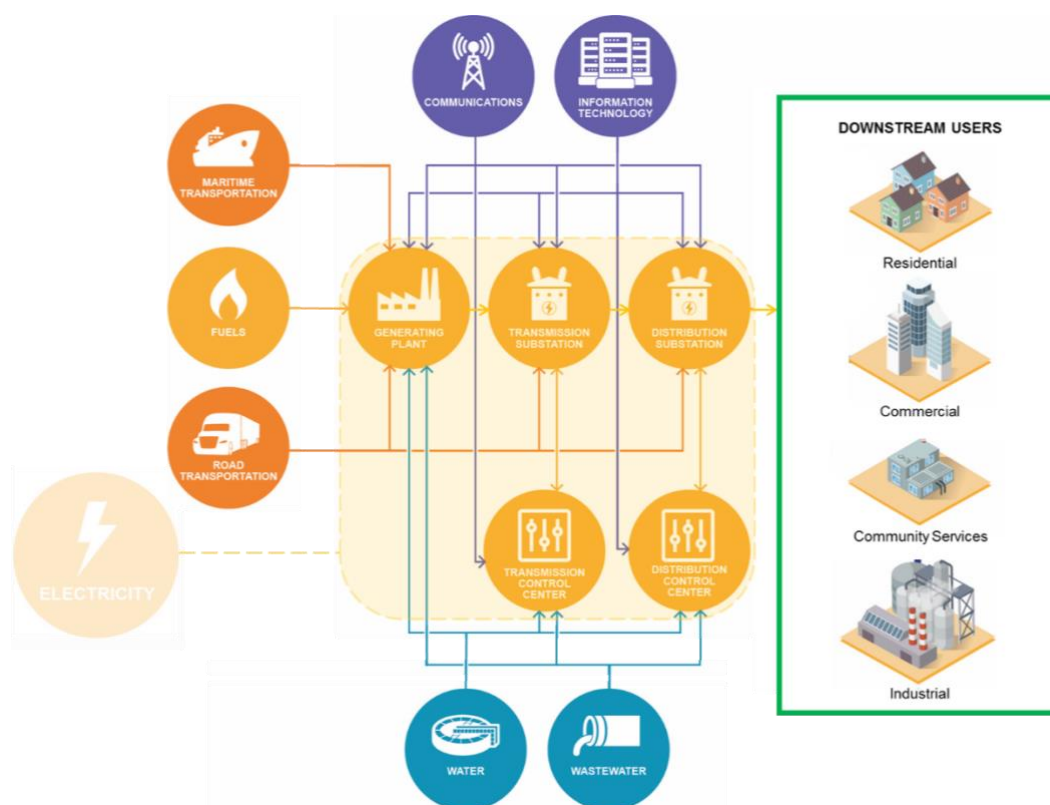 COMMUNICATIONS
INFORMATION
TECHNOLOGY
DOWNSTREAM USERS
MARITIME
TRANSPORTATION
Residential
FUELS
GENERATING
PLANT
TRANSMISSION
SUBSTATION
DISTRIBUTION
SUBSTATION
Commercial
ROAD
TRANSPORTATION
Community Services
ELECTRICITY
TRANSMISSION
CONTROL
CENTER
DISTRIBUTION
CONTROL
CENTER
Industrial
WATER
WASTEWATER